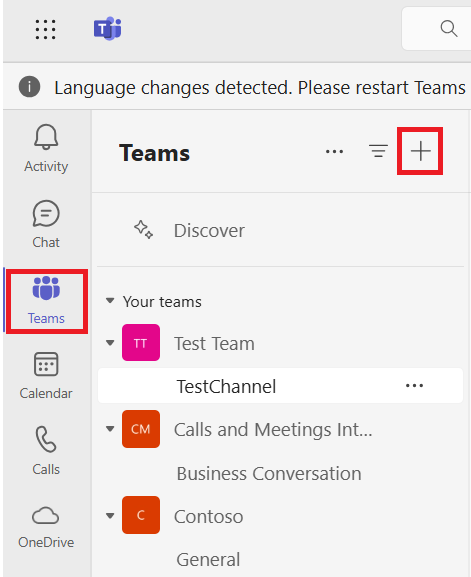 Language changes detected. Please restart Teams
Activity
Chat
Teams
Calendar
Calls
OneDrive
Teams
Discover
Your teams
TT Test Team
TestChannel
CM Calls and Meetings Int...
Business Conversation
C Contoso
General